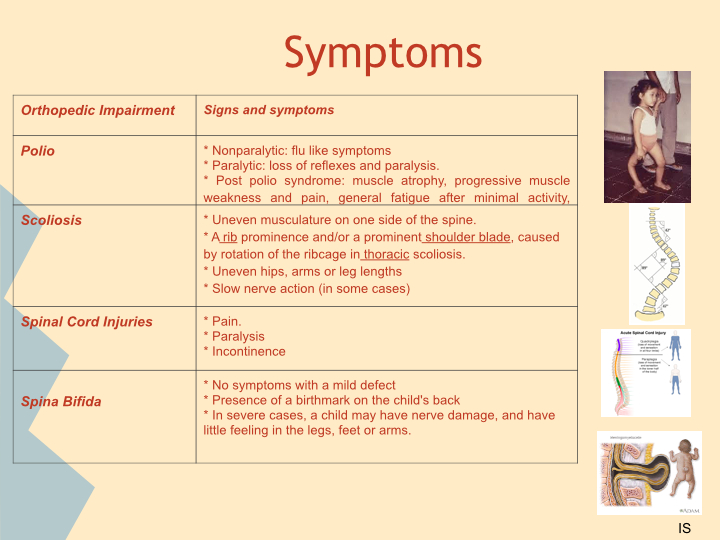 Symptoms
Orthopedic Impairment
Signs and symptoms
Polio
* Nonparalytic: flu like symptoms
* Paralytic: loss of reflexes and paralysis.
* Post polio syndrome: muscle atrophy, progressive muscle
weakness and pain, general fatigue after minimal activity,
Scoliosis
* Uneven musculature on one side of the spine.
* A rib prominence and/or a prominent shoulder blade, caused
by rotation of the ribcage in thoracic scoliosis.
* Uneven hips, arms or leg lengths
* Slow nerve action (in some cases)
Spinal Cord Injuries
* Pain.
* Paralysis
* Incontinence
Spina Bifida
* No symptoms with a mild defect
* Presence of a birthmark on the child's back
* In severe cases, a child may have nerve damage, and have
little feeling in the legs, feet or arms.
Acute Spinal Cord Injury
IS